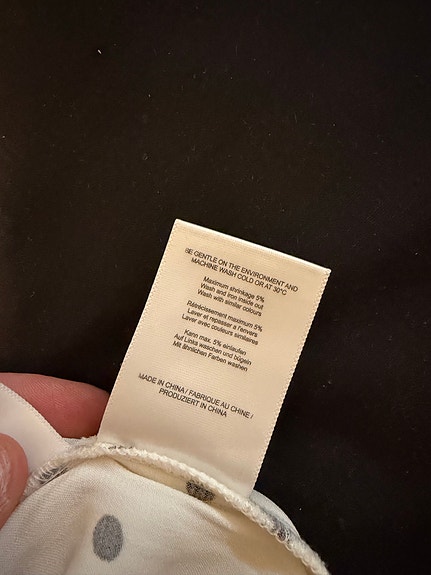 BE GENTLE ON THE ENVIRONMENT AND
MACHINE WASH COLD OR AT 30°C
Maximum shrinkage 5%
Wash and iron inside out
Wash with similar colours
Rétrécissement maximum 5%
Laver et repasser a l'envers
Laver avec couleurs similaires
Kann max. 5% einlaufen
Auf Links waschen und bügeln
Mit ähnlichen Farben washen
MADE IN CHINA / FABRIQUE AU CHINE /
PRODUZIERT IN CHINA